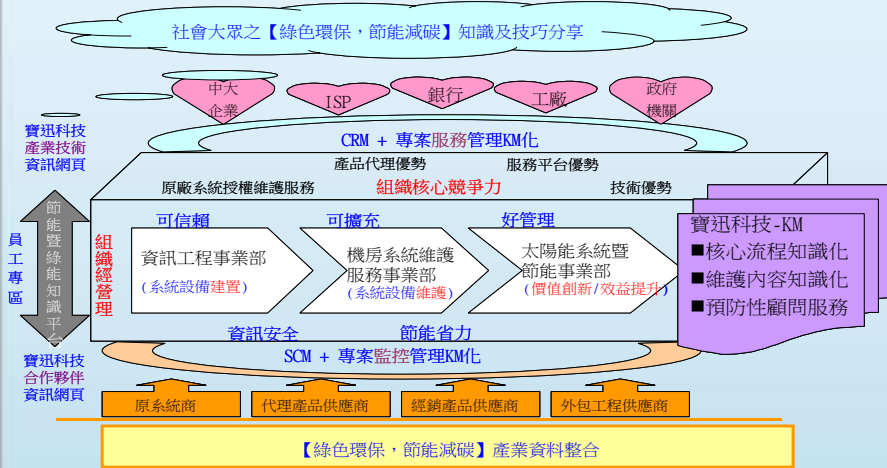 社會大眾之【綠色環保，節能減碳】知識及技巧分享
中大
企業
ISP
銀行
工廠
政府
機關
寶迅科技
產業技術
資訊網頁
CRM + 專案服務管理KM化
產品代理優勢
服務平台優勢
原廠系統授權維護服務
組織核心競爭力
技術優勢
員工專區
節能暨綠能知識平台
組織經營管理
可信賴
可擴充
好管理
資訊工程事業部
(系統設備建置)
機房系統維護
服務事業部
(系統設備維護)
太陽能系統暨
節能事業部
(價值創新/效益提升)
寶迅科技-KM
■核心流程知識化
■維護內容知識化
■預防性顧問服務
資訊安全
節能省力
SCM + 專案監控管理KM化
寶迅科技
合作夥伴
資訊網頁
原系統商
代理產品供應商
經銷產品供應商
外包工程供應商
【綠色環保，節能減碳】產業資料整合